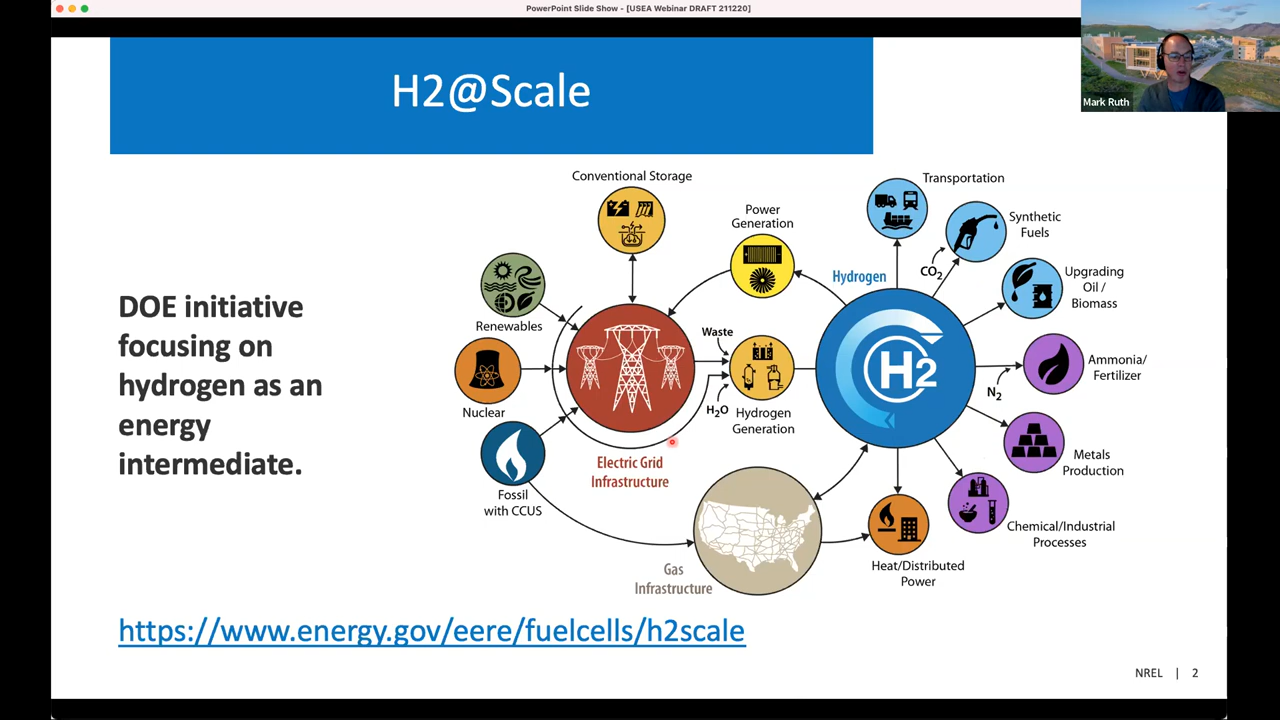 PowerPoint Slide Show - [USEA Webinar DRAFT 211220]
H2@Scale
Mark Ruth
DOE initiative
focusing on
hydrogen as an
energy
intermediate.
Conventional Storage
Power
Generation
Transportation
Synthetic
Fuels
Hydrogen
CO2
Upgrading
Oil /
Biomass
Renewables
Waste
H2
Ammonia/
Fertilizer
N2
Nuclear
H2O
Hydrogen
Generation
Metals
Production
Electric Grid
Infrastructure
Fossil
with CCUS
Chemical/Industrial
Processes
Gas
Infrastructure
Heat/Distributed
Power
https://www.energy.gov/eere/fuelcells/h2scale
NREL | 2